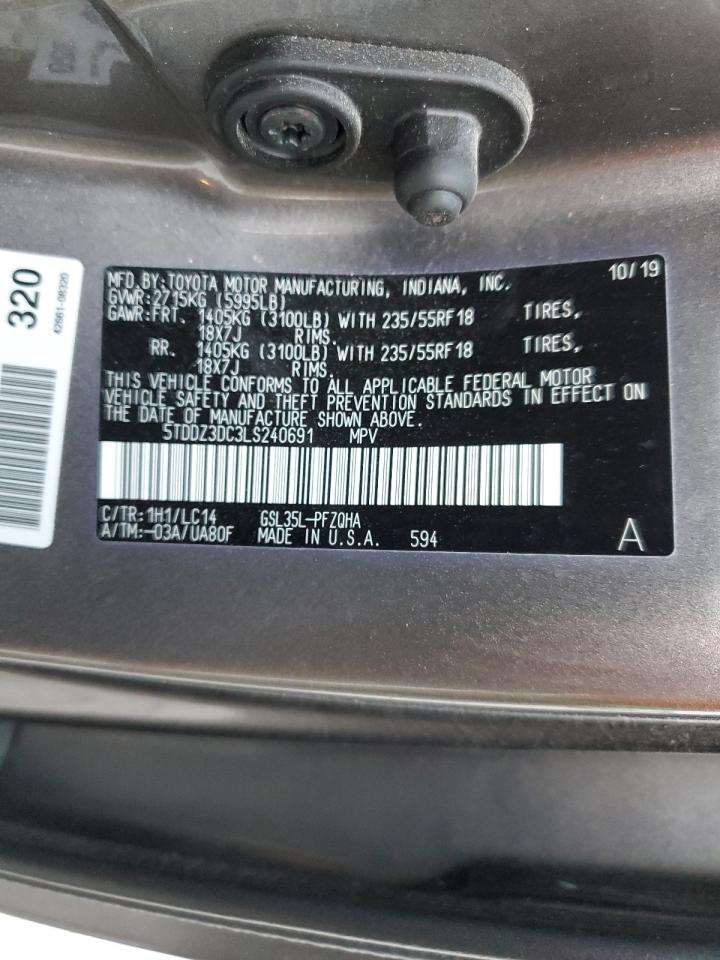 MFD.BY:TOYOTA MOTOR MANUFACTURING, INDIANA, INC. 10/19
GVWR:2715KG (5995LB)
GAWR:FRT. 1405KG (3100LB) WITH 235/55RF18 TIRES,
18X7J RIMS.
RR. 1405KG (3100LB) WITH 235/55RF18 TIRES,
18X7J RIMS.
THIS VEHICLE CONFORMS TO ALL APPLICABLE FEDERAL MOTOR
VEHICLE SAFETY AND THEFT PREVENTION STANDARDS IN EFFECT ON
THE DATE OF MANUFACTURE SHOWN ABOVE.
5TDDZ3DC3LS240691 MPV
C/TR:1H1/LC14 GSL35L-PFZQHA
A/TM:-03A/UA80F MADE IN U.S.A. 594 A
320
42661-08320